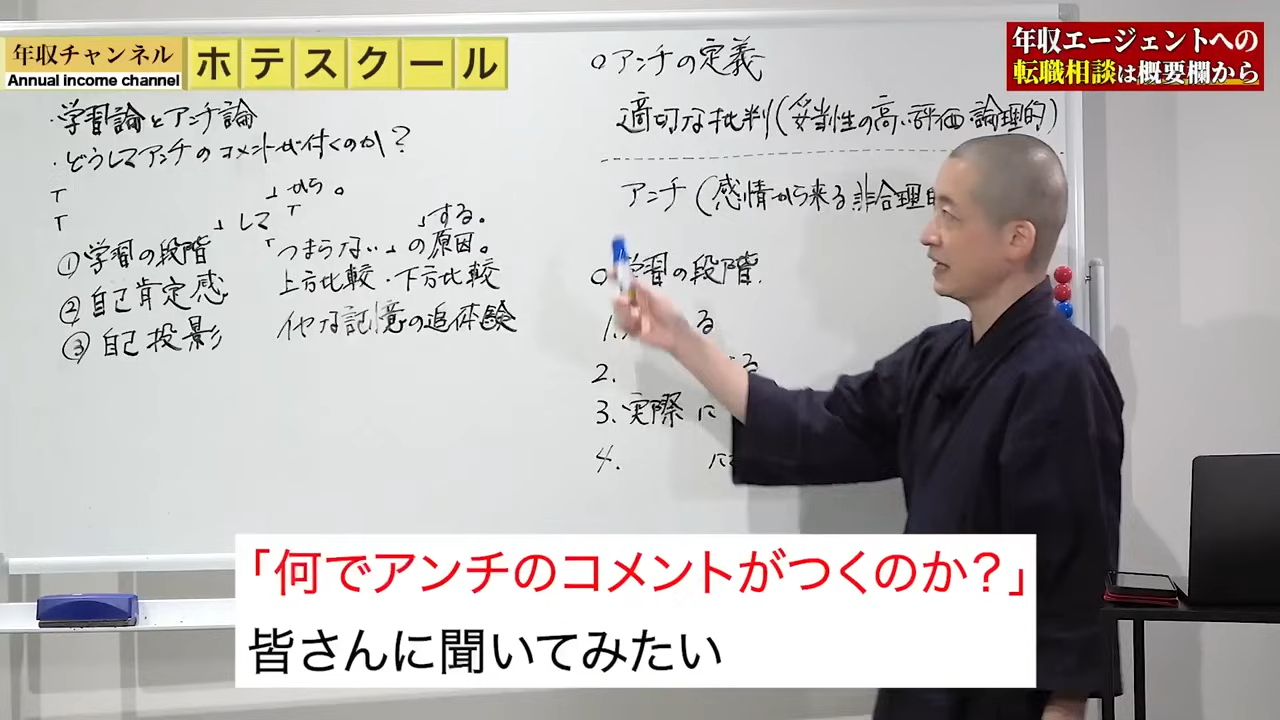 年収チャンネル
Annual income channel
ホテスクール
年収エージェントへの
転職相談は概要欄から
・学習論とアンチ論
・どうしてアンチのコメントが付くのか?
「　　　　　」から。
「　　　　」して「　　　　」する。
①学習の段階　「つまらない」の原因。
②自己肯定感　上方比較・下方比較
③自己投影　イヤな記憶の追体験
○アンチの定義
適切な批判(妥当性の高い評価・論理的)
アンチ(感情から来る非合理的
○学習の段階.
1. る
2. る
3.実際に
4. に
「何でアンチのコメントがつくのか?」
皆さんに聞いてみたい